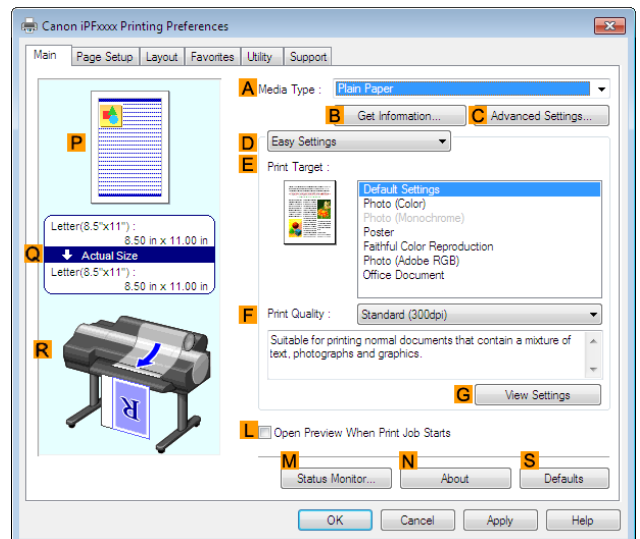 Canon iPFxxxx Printing Preferences
Main Page Setup Layout Favorites Utility Support
A Media Type : Plain Paper
B Get Information... C Advanced Settings...
D Easy Settings
E Print Target :
Default Settings
Photo (Color)
Photo (Monochrome)
Poster
Faithful Color Reproduction
Photo (Adobe RGB)
Office Document
P
Letter(8.5"x11") :
8.50 in x 11.00 in
Q Actual Size
Letter(8.5"x11") :
8.50 in x 11.00 in
F Print Quality : Standard (300dpi)
Suitable for printing normal documents that contain a mixture of
text, photographs and graphics.
R
R
G View Settings
L Open Preview When Print Job Starts
M Status Monitor... N About S Defaults
OK Cancel Apply Help